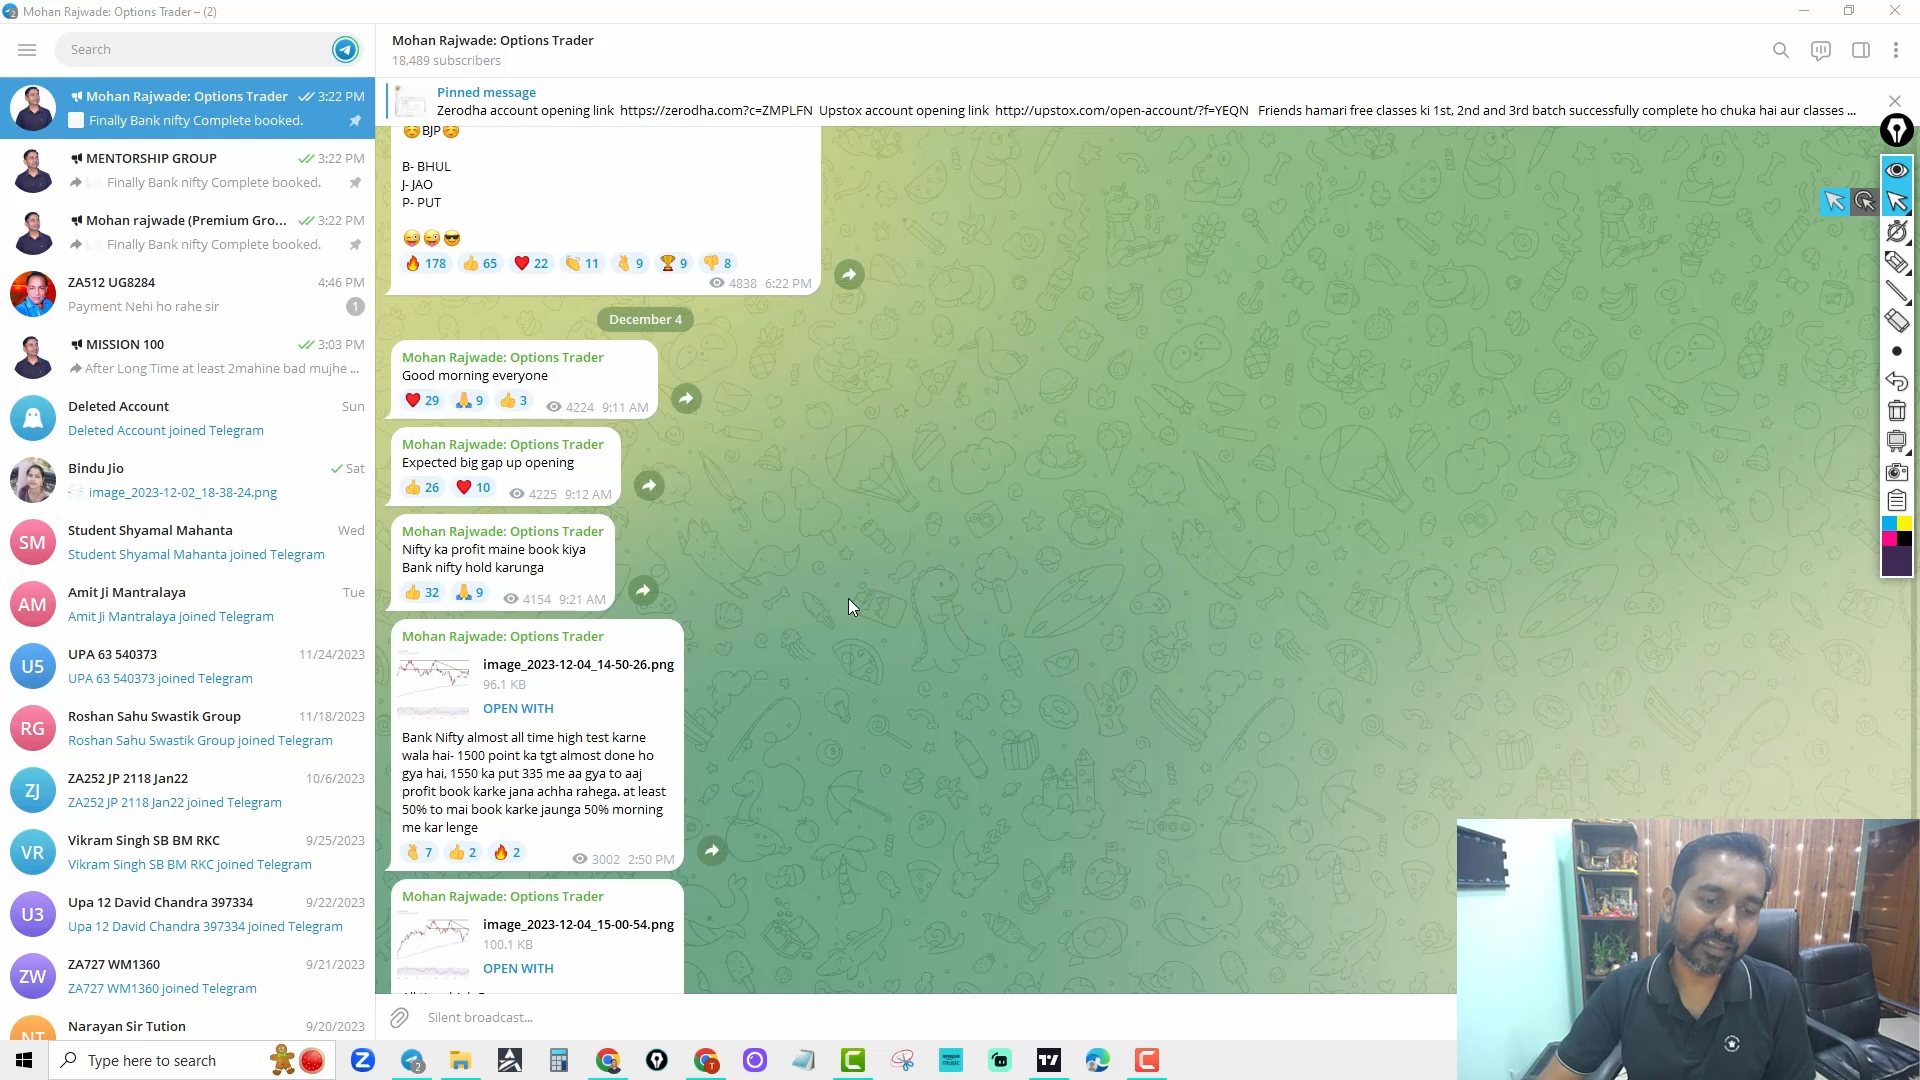 Mohan Rajwade: Options Trader – (2)
Search
Mohan Rajwade: Options Trader 3:22 PM
Finally Bank nifty Complete booked.
MENTORSHIP GROUP 3:22 PM
Finally Bank nifty Complete booked.
Mohan rajwade (Premium Gro... 3:22 PM
Finally Bank nifty Complete booked.
ZA512 UG8284 4:46 PM
Payment Nehi ho rahe sir 1
MISSION 100 3:03 PM
After Long Time at least 2mahine bad mujhe ...
Deleted Account Sun
Deleted Account joined Telegram
Bindu Jio Sat
image_2023-12-02_18-38-24.png
SM
Student Shyamal Mahanta Wed
Student Shyamal Mahanta joined Telegram
AM
Amit Ji Mantralaya Tue
Amit Ji Mantralaya joined Telegram
U5
UPA 63 540373 11/24/2023
UPA 63 540373 joined Telegram
RG
Roshan Sahu Swastik Group 11/18/2023
Roshan Sahu Swastik Group joined Telegram
ZJ
ZA252 JP 2118 Jan22 10/6/2023
ZA252 JP 2118 Jan22 joined Telegram
VR
Vikram Singh SB BM RKC 9/25/2023
Vikram Singh SB BM RKC joined Telegram
U3
Upa 12 David Chandra 397334 9/22/2023
Upa 12 David Chandra 397334 joined Telegram
ZW
ZA727 WM1360 9/21/2023
ZA727 WM1360 joined Telegram
NT
Narayan Sir Tution 9/20/2023
Mohan Rajwade: Options Trader
18,489 subscribers
Pinned message
Zerodha account opening link https://zerodha.com?c=ZMPLFN Upstox account opening link http://upstox.com/open-account/?f=YEQN Friends hamari free classes ki 1st, 2nd and 3rd batch successfully complete ho chuka hai aur classes ...
BJP
B- BHUL
J- JAO
P- PUT
178 65 22 11 9 9 8
4838 6:22 PM
December 4
Mohan Rajwade: Options Trader
Good morning everyone
29 9 3 4224 9:11 AM
Mohan Rajwade: Options Trader
Expected big gap up opening
26 10 4225 9:12 AM
Mohan Rajwade: Options Trader
Nifty ka profit maine book kiya
Bank nifty hold karunga
32 9 4154 9:21 AM
Mohan Rajwade: Options Trader
image_2023-12-04_14-50-26.png
96.1 KB
OPEN WITH
Bank Nifty almost all time high test karne
wala hai- 1500 point ka tgt almost done ho
gya hai, 1550 ka put 335 me aa gya to aaj
profit book karke jana achha rahega. at least
50% to mai book karke jaunga 50% morning
me kar lenge
7 2 2 3002 2:50 PM
Mohan Rajwade: Options Trader
image_2023-12-04_15-00-54.png
100.1 KB
OPEN WITH
Silent broadcast...
Type here to search